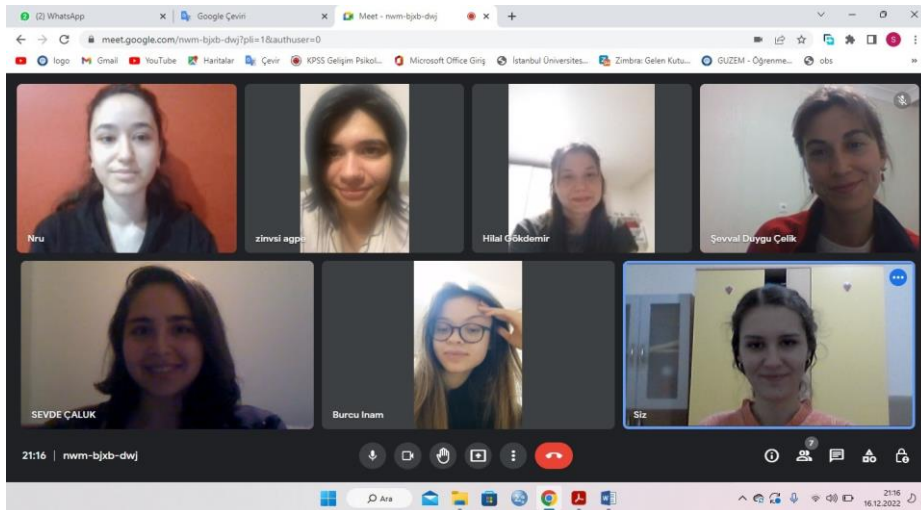 (2) WhatsApp
Google Çeviri
Meet - nwm-bjxb-dwj
meet.google.com/nwm-bjxb-dwj?pli=1&authuser=0
logo Gmail YouTube Haritalar Çevir KPSS Gelişim Psikol... Microsoft Office Giriş İstanbul Üniversites... Zimbra: Gelen Kutu... GUZEM - Öğrenme... obs
S
Nru
zinvsi agpe
Hilal Gökdemir
Şevval Duygu Çelik
SEVDE ÇALUK
Burcu Inam
Siz
21:16 | nwm-bjxb-dwj
7
Ara
21:16
16.12.2022